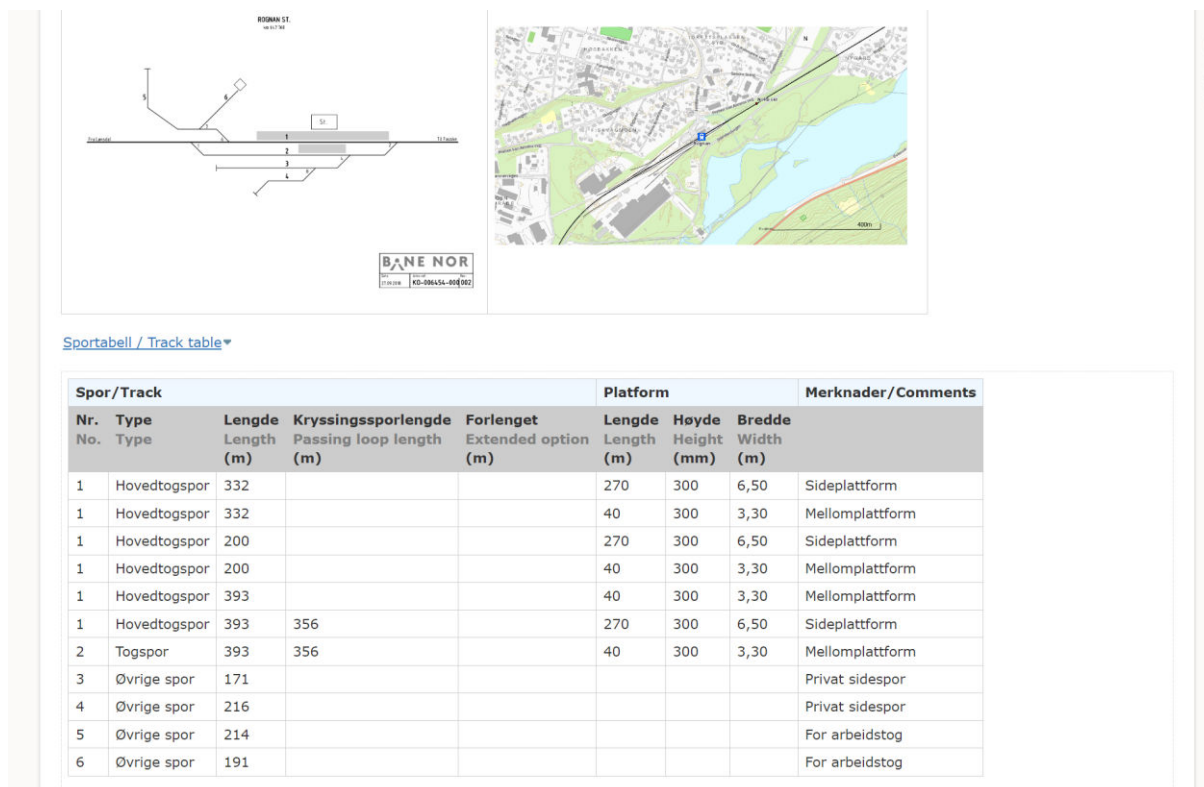 ROGNAN ST.
5
6
St.
1
2
3
4
BANE NOR
27.09.2018 KO-006454-000 002
Rognan
400m
Sportabell / Track table
Spor/Track Platform Merknader/Comments
Nr. Type Lengde Kryssingssporlengde Forlenget Lengde Høyde Bredde
No. Type Length Passing loop length Extended option Length Height Width
(m) (m) (m) (m) (mm) (m)
1 Hovedtogspor 332 270 300 6,50 Sideplattform
1 Hovedtogspor 332 40 300 3,30 Mellomplattform
1 Hovedtogspor 200 270 300 6,50 Sideplattform
1 Hovedtogspor 200 40 300 3,30 Mellomplattform
1 Hovedtogspor 393 40 300 3,30 Mellomplattform
1 Hovedtogspor 393 356 270 300 6,50 Sideplattform
2 Togspor 393 356 40 300 3,30 Mellomplattform
3 Øvrige spor 171 Privat sidespor
4 Øvrige spor 216 Privat sidespor
5 Øvrige spor 214 For arbeidstog
6 Øvrige spor 191 For arbeidstog